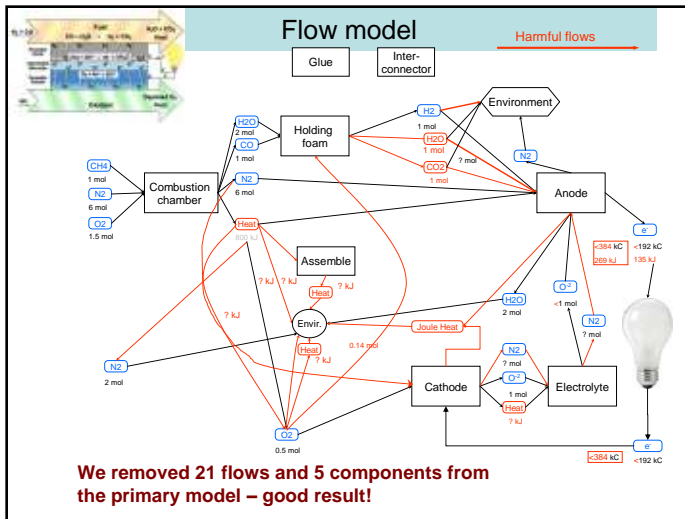 Flow model
Harmful flows
Glue
Inter-
connector
Environment
H2O
2 mol
CO
1 mol
Holding
foam
H2
1 mol
H2O
1 mol
CO2
1 mol
? mol
N2
CH4
1 mol
N2
6 mol
O2
1.5 mol
Combustion
chamber
N2
6 mol
Anode
Heat
800 kJ
e-
<384 kC
269 kJ
<192 kC
135 kJ
Assemble
? kJ
? kJ
Heat
? kJ
? kJ
Envir.
H2O
2 mol
O-2
<1 mol
N2
? mol
Joule Heat
Heat
? kJ
0.14 mol
N2
2 mol
Cathode
N2
? mol
O-2
1 mol
Heat
? kJ
Electrolyte
O2
0.5 mol
e-
<384 kC
<192 kC
We removed 21 flows and 5 components from
the primary model – good result!